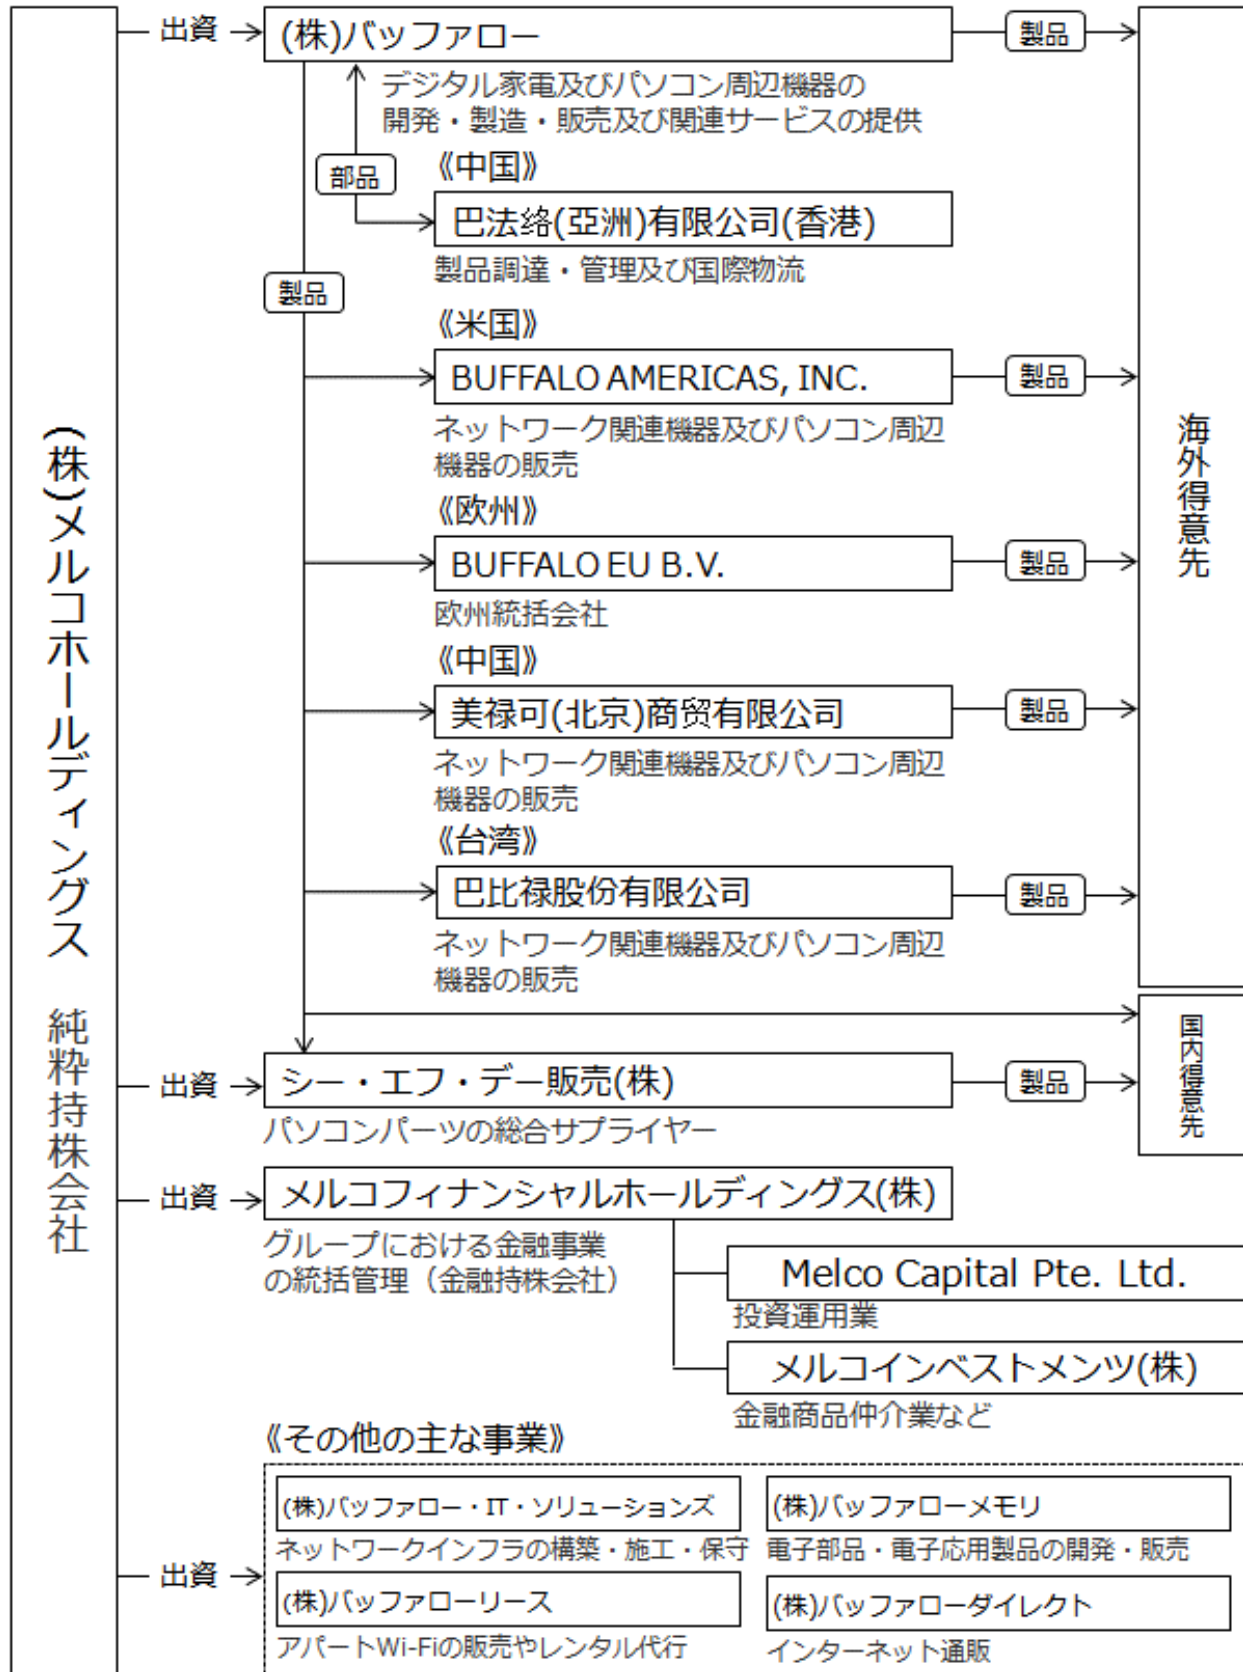 (株)メルコホールディングス 純粋持株会社
出資
(株)バッファロー
製品
デジタル家電及びパソコン周辺機器の
開発・製造・販売及び関連サービスの提供
部品
《中国》
巴法络(亞洲)有限公司(香港)
製品調達・管理及び国際物流
製品
《米国》
BUFFALO AMERICAS, INC.
製品
ネットワーク関連機器及びパソコン周辺
機器の販売
《欧州》
BUFFALO EU B.V.
製品
欧州統括会社
《中国》
美禄可(北京)商贸有限公司
製品
ネットワーク関連機器及びパソコン周辺
機器の販売
《台湾》
巴比禄股份有限公司
製品
ネットワーク関連機器及びパソコン周辺
機器の販売
海外得意先
国内得意先
出資
シー・エフ・デー販売(株)
製品
パソコンパーツの総合サプライヤー
出資
メルコフィナンシャルホールディングス(株)
グループにおける金融事業
の統括管理（金融持株会社）
Melco Capital Pte. Ltd.
投資運用業
メルコインベストメンツ(株)
金融商品仲介業など
《その他の主な事業》
出資
(株)バッファロー・IT・ソリューションズ
ネットワークインフラの構築・施工・保守
(株)バッファローメモリ
電子部品・電子応用製品の開発・販売
(株)バッファローリース
アパートWi-Fiの販売やレンタル代行
(株)バッファローダイレクト
インターネット通販